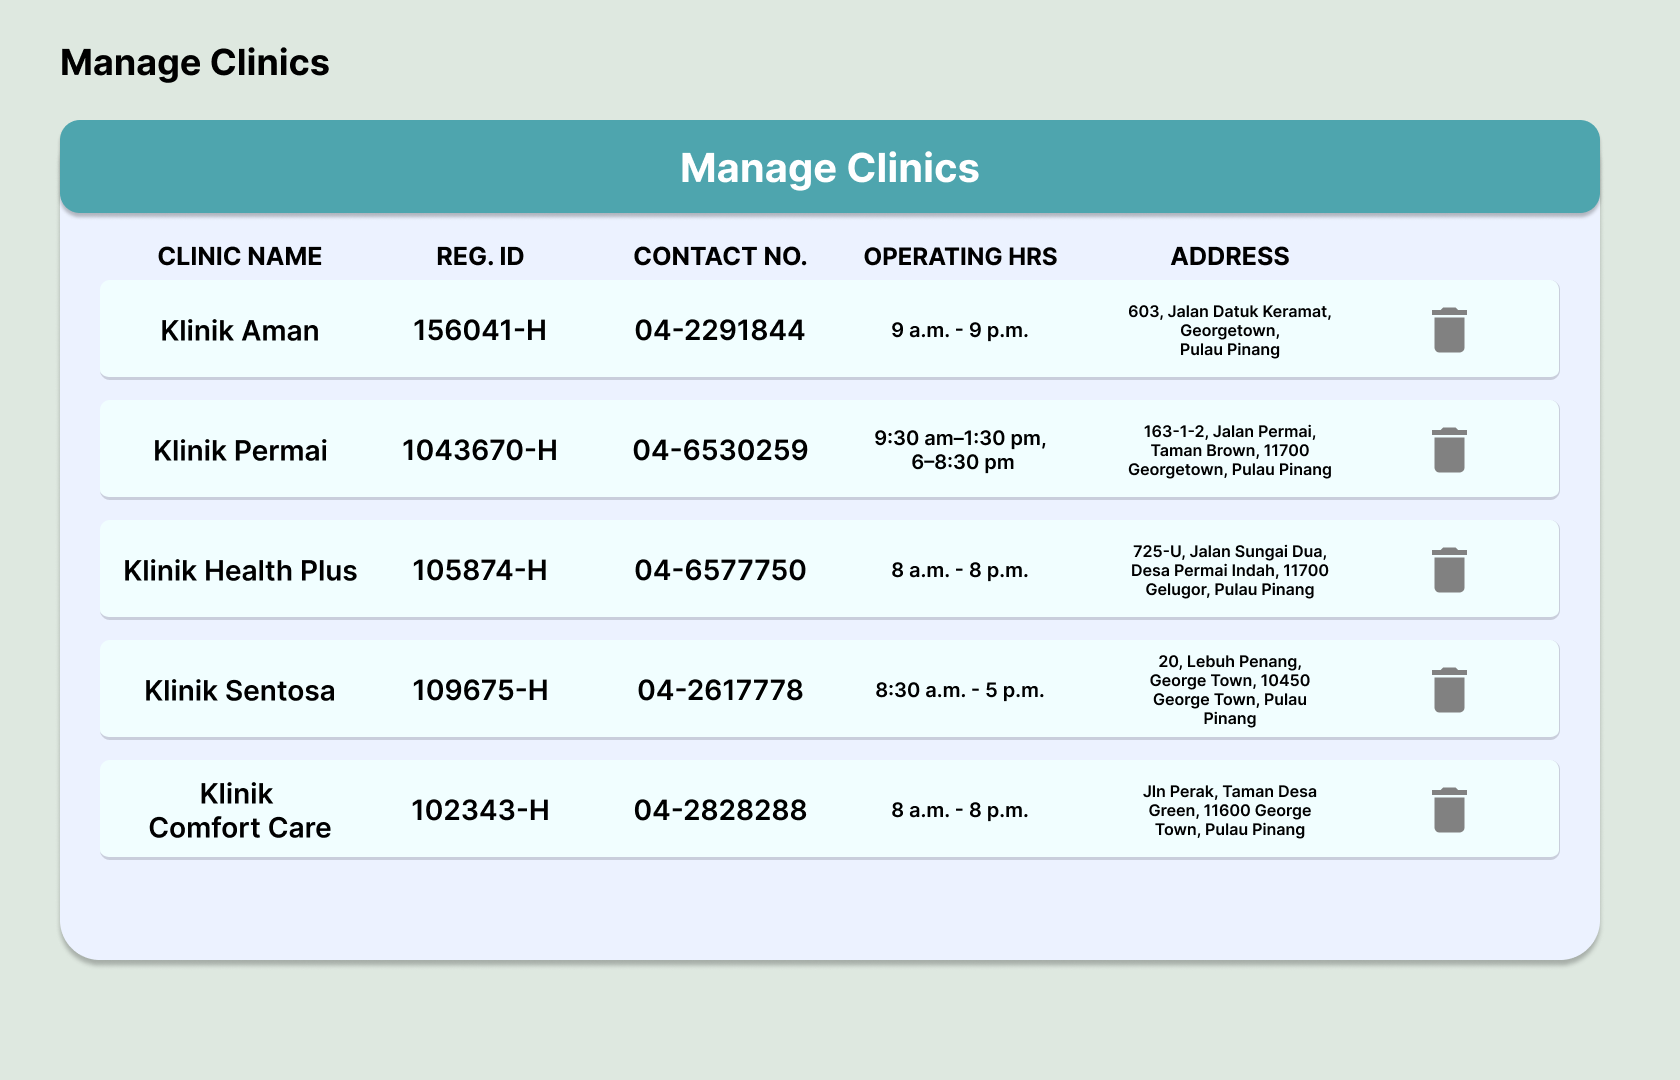 Manage Clinics
Manage Clinics
CLINIC NAME REG. ID CONTACT NO. OPERATING HRS ADDRESS
Klinik Aman 156041-H 04-2291844 9 a.m. - 9 p.m.
603, Jalan Datuk Keramat,
Georgetown,
Pulau Pinang
Klinik Permai 1043670-H 04-6530259
9:30 am–1:30 pm,
6–8:30 pm
163-1-2, Jalan Permai,
Taman Brown, 11700
Georgetown, Pulau Pinang
Klinik Health Plus 105874-H 04-6577750 8 a.m. - 8 p.m.
725-U, Jalan Sungai Dua,
Desa Permai Indah, 11700
Gelugor, Pulau Pinang
Klinik Sentosa 109675-H 04-2617778 8:30 a.m. - 5 p.m.
20, Lebuh Penang,
George Town, 10450
George Town, Pulau
Pinang
Klinik
Comfort Care
102343-H 04-2828288 8 a.m. - 8 p.m.
Jln Perak, Taman Desa
Green, 11600 George
Town, Pulau Pinang